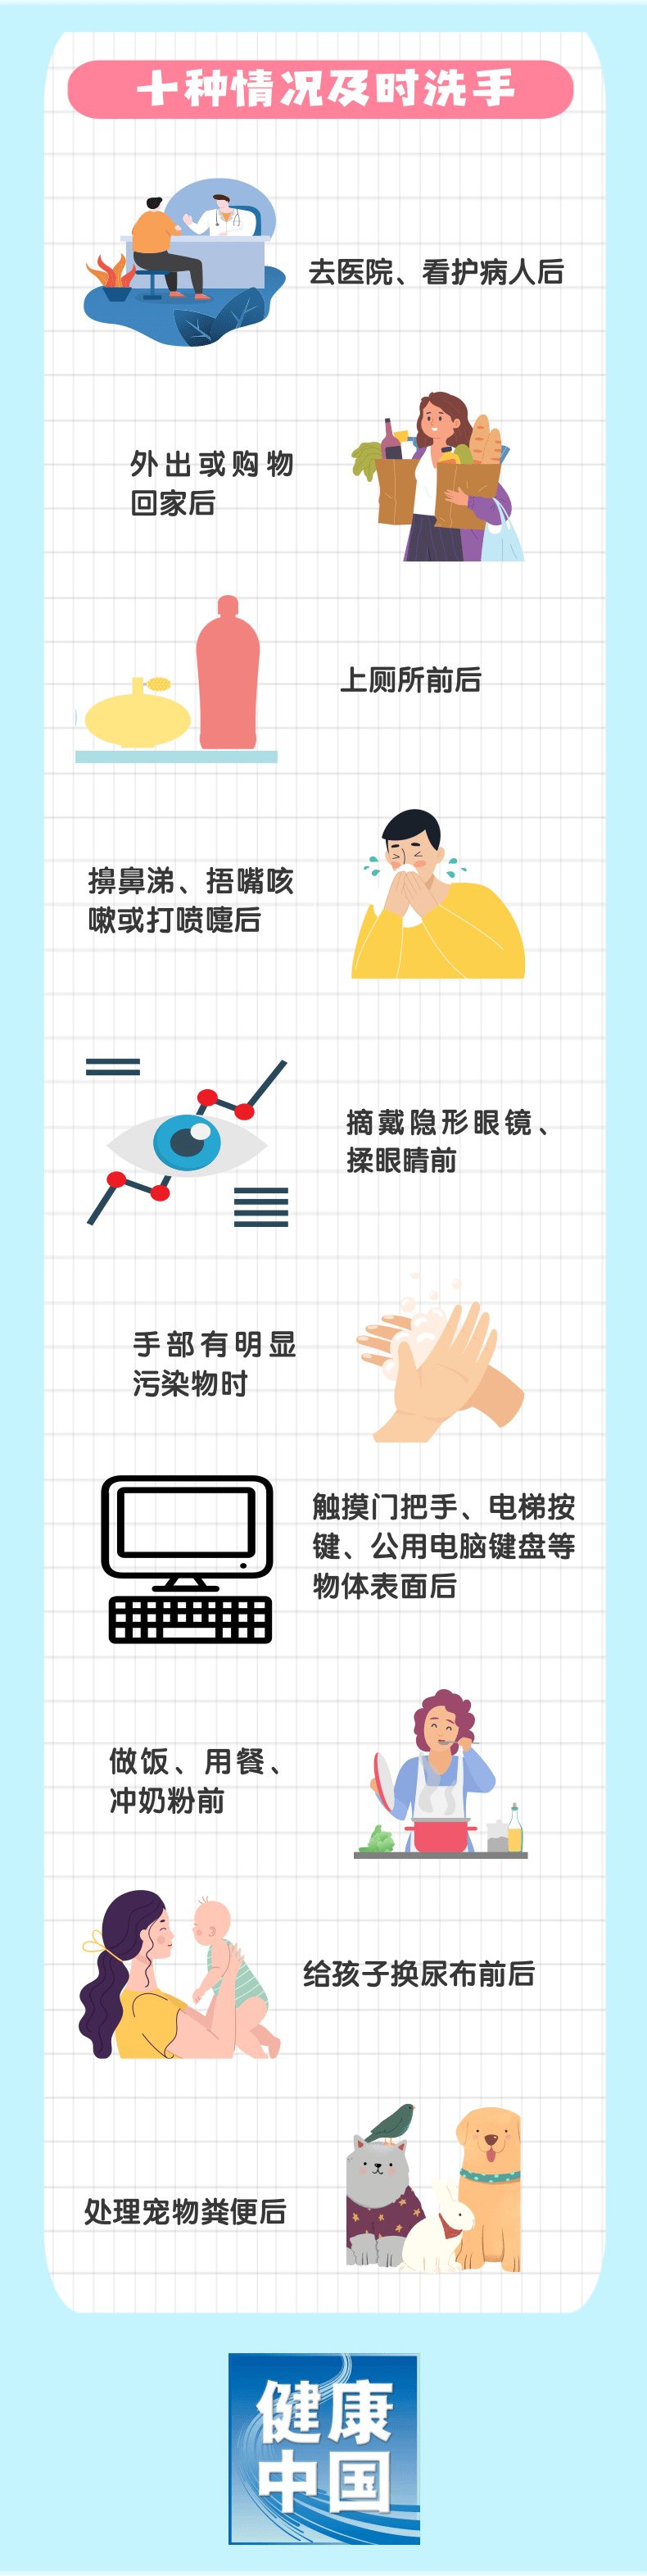 十种情况及时洗手
去医院、看护病人后
外出或购物
回家后
上厕所前后
擤鼻涕、捂嘴咳
嗽或打喷嚏后
摘戴隐形眼镜、
揉眼睛前
手部有明显
污染物时
触摸门把手、电梯按
键、公用电脑键盘等
物体表面后
做饭、用餐、
冲奶粉前
给孩子换尿布前后
处理宠物粪便后
健康
中国